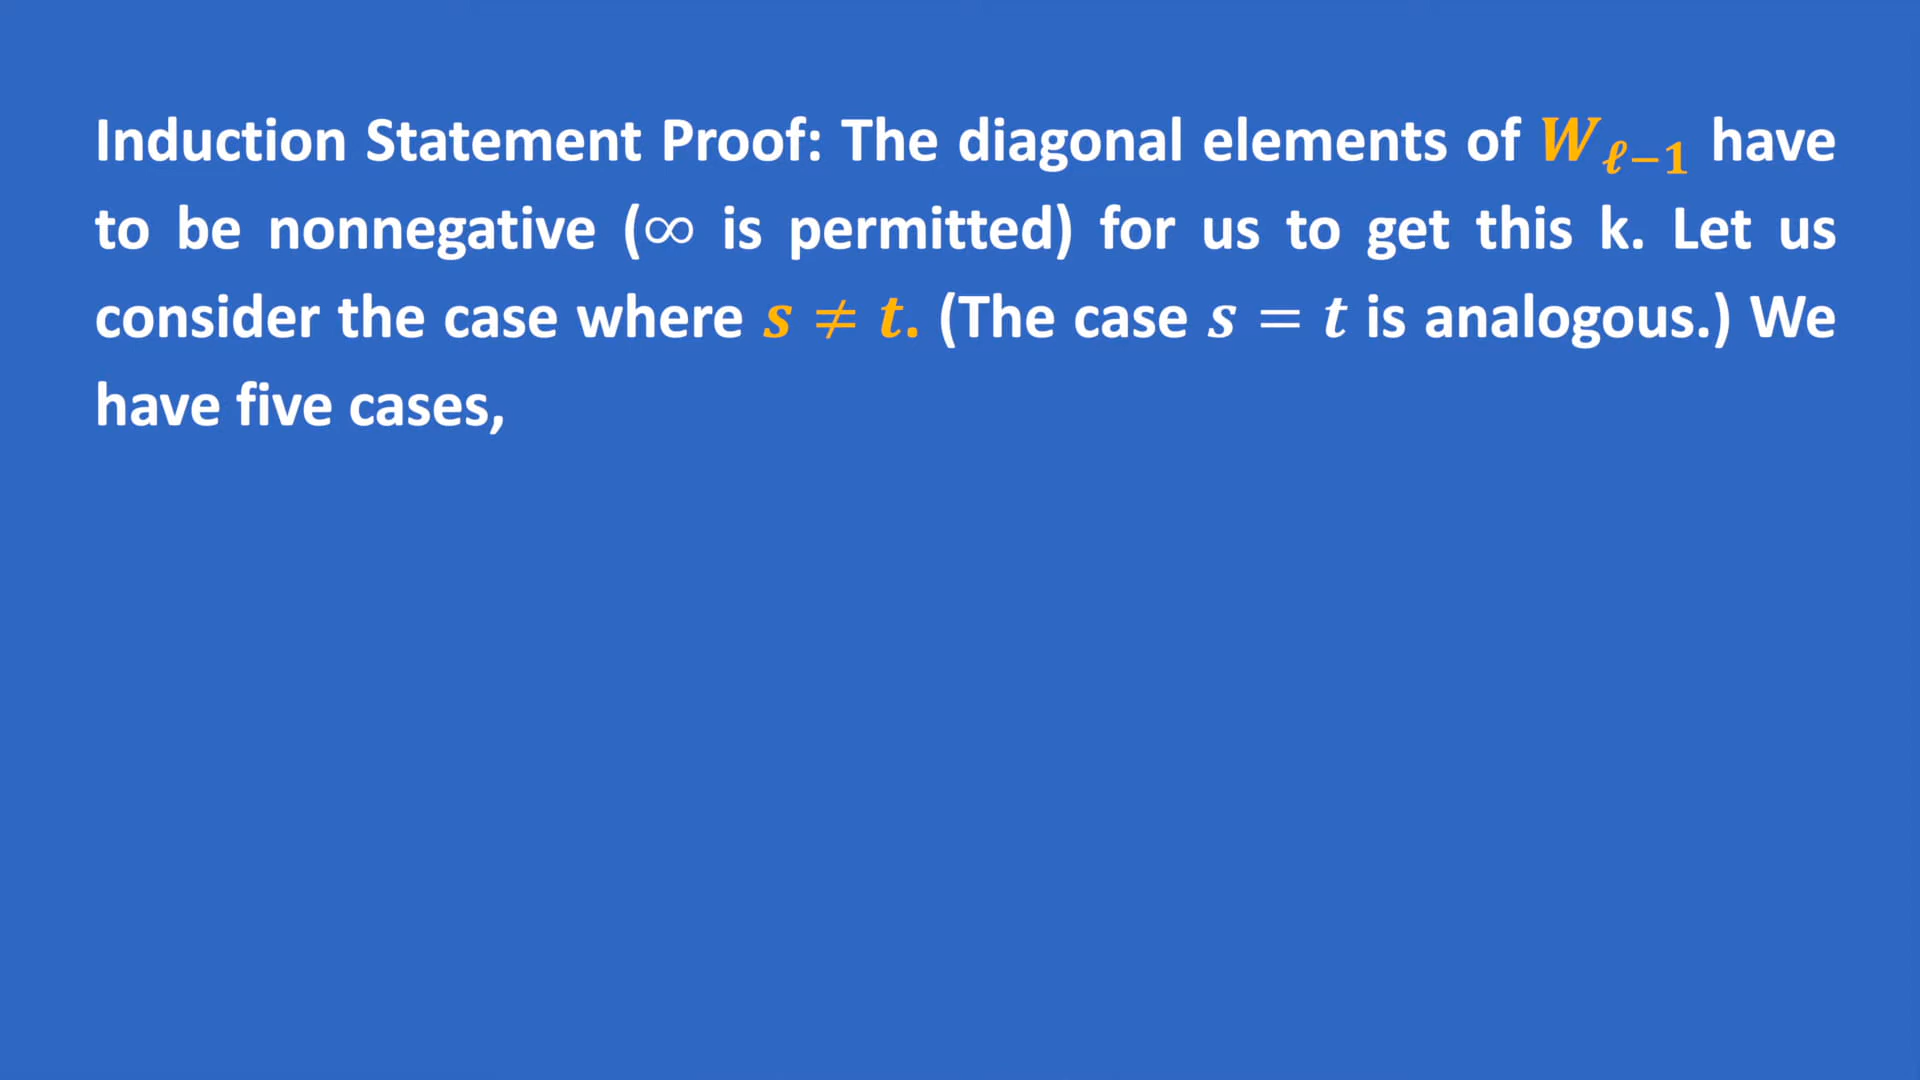 Induction Statement Proof: The diagonal elements of W_{ℓ−1} have
to be nonnegative (∞ is permitted) for us to get this k. Let us
consider the case where s ≠ t. (The case s = t is analogous.) We
have five cases,